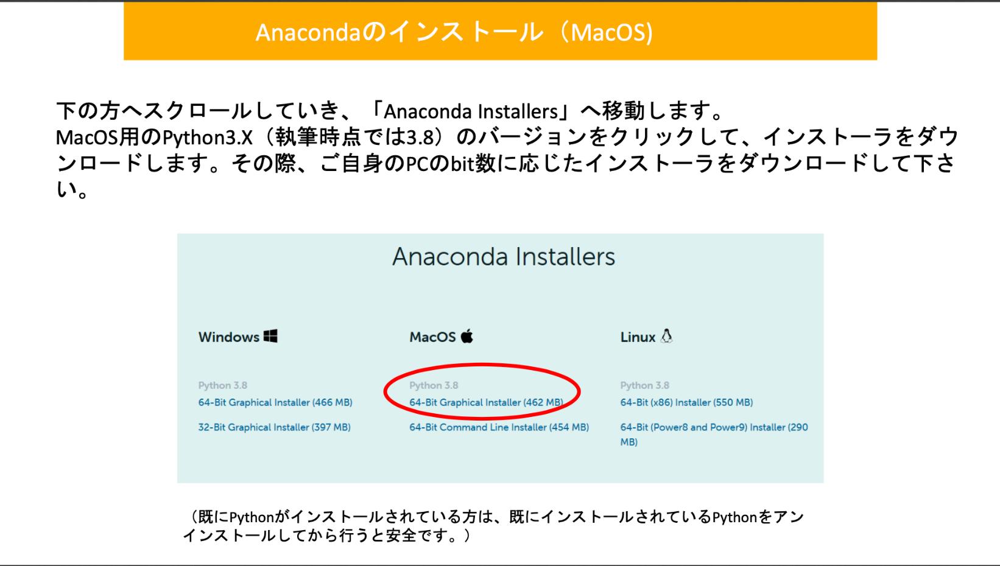 Anacondaのインストール（MacOS)
下の方へスクロールしていき、「Anaconda Installers」へ移動します。
MacOS用のPython3.X（執筆時点では3.8）のバージョンをクリックして、インストーラをダウ
ンロードします。その際、ご自身のPCのbit数に応じたインストーラをダウンロードして下さ
い。
Anaconda Installers
Windows
MacOS
Linux
Python 3.8
64-Bit Graphical Installer (466 MB)
32-Bit Graphical Installer (397 MB)
Python 3.8
64-Bit Graphical Installer (462 MB)
64-Bit Command Line Installer (454 MB)
Python 3.8
64-Bit (x86) Installer (550 MB)
64-Bit (Power8 and Power9) Installer (290
MB)
（既にPythonがインストールされている方は、既にインストールされているPythonをアン
インストールしてから行うと安全です。）